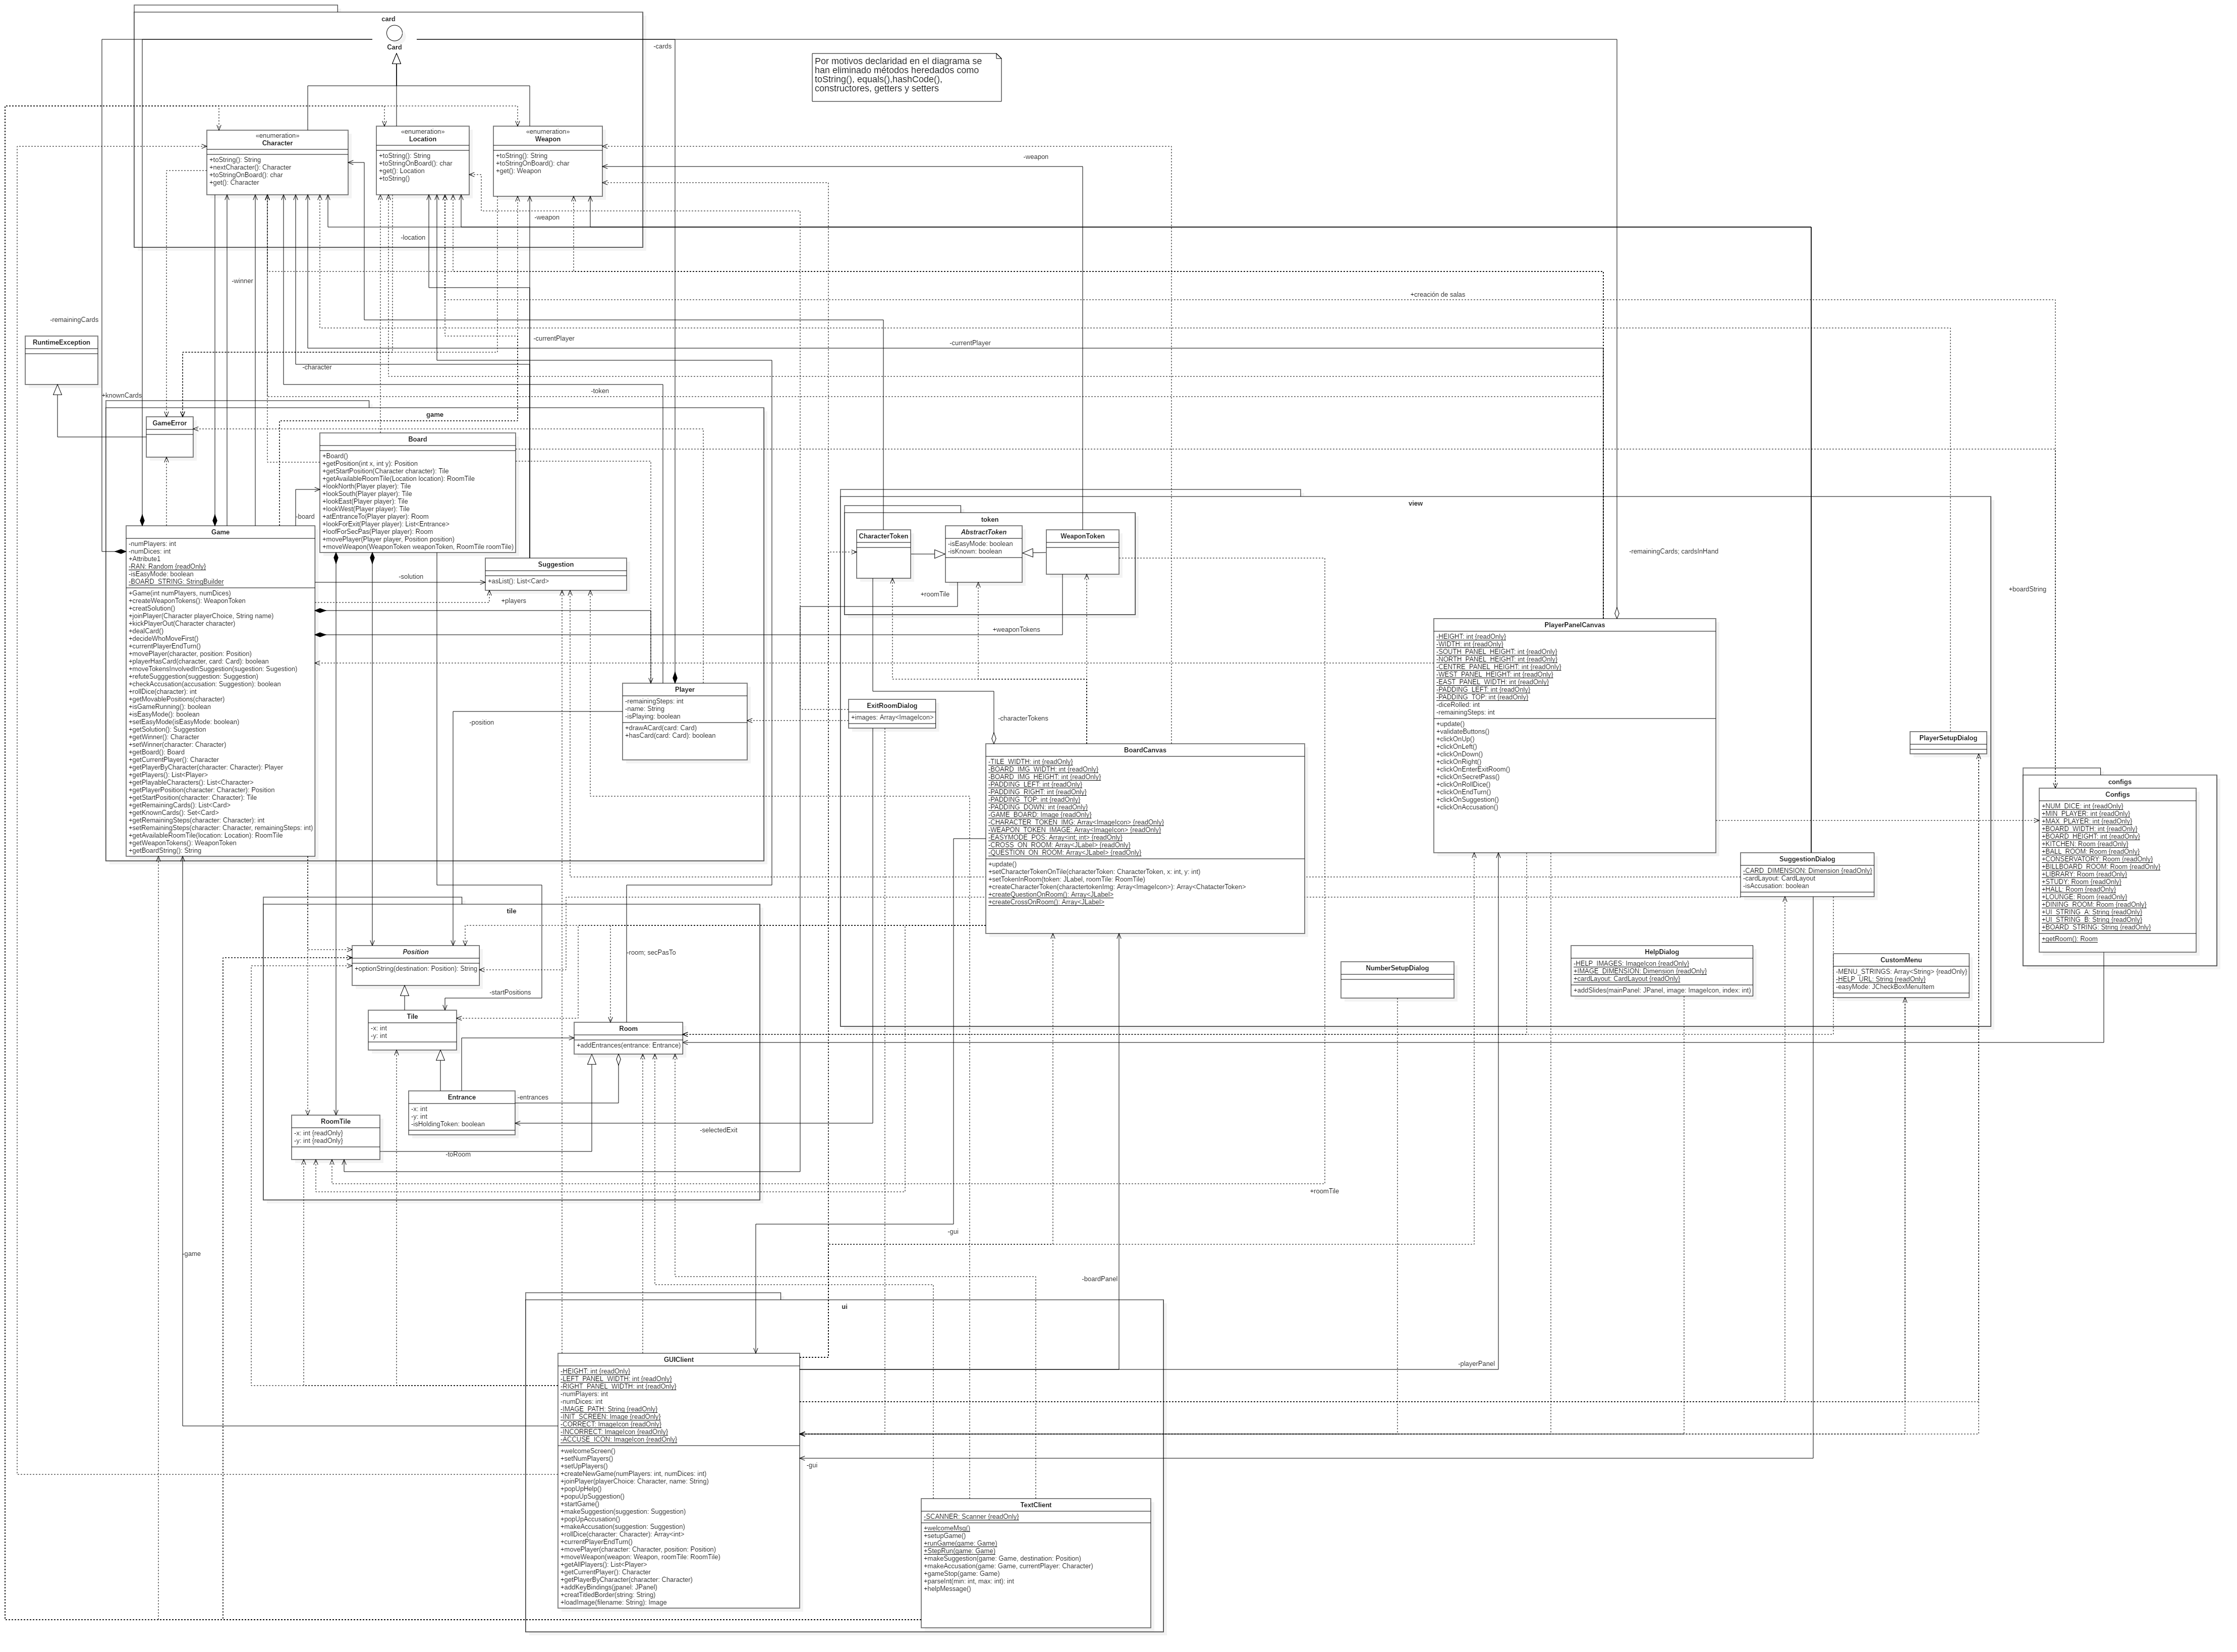 card
Card
-cards
Por motivos declaridad en el diagrama se
han eliminado métodos heredados como
toString(), equals(),hashCode(),
constructores, getters y setters
«enumeration»
Character
+toString(): String
+nextCharacter(): Character
+toStringOnBoard(): char
+get(): Character
«enumeration»
Location
+toString(): String
+toStringOnBoard(): char
+get(): Location
+toString()
«enumeration»
Weapon
+toString(): String
+toStringOnBoard(): char
+get(): Weapon
-weapon
-weapon
-location
-winner
+creación de salas
-remainingCards
-currentPlayer
-currentPlayer
-character
-token
RuntimeException
+knownCards
game
GameError
Board
+Board()
+getPosition(int x, int y): Position
+getStartPosition(Character character): Tile
+getAvailableRoomTile(Location location): RoomTile
+lookNorth(Player player): Tile
+lookSouth(Player player): Tile
+lookEast(Player player): Tile
+lookWest(Player player): Tile
+atEntranceTo(Player player): Room
+lookForExit(Player player): List<Entrance>
+loofForSecPas(Player player): Room
+movePlayer(Player player, Position position)
+moveWeapon(WeaponToken weaponToken, RoomTile roomTile)
-board
Game
-numPlayers: int
-numDices: int
+Attribute1
-RAN: Random {readOnly}
-isEasyMode: boolean
-BOARD_STRING: StringBuilder
+Game(int numPlayers, numDices)
+createWeaponTokens(): WeaponToken
+creatSolution()
+joinPlayer(Character playerChoice, String name)
+kickPlayerOut(Character character)
+dealCard()
+decideWhoMoveFirst()
+currentPlayerEndTurn()
+movePlayer(character, position: Position)
+playerHasCard(character, card: Card): boolean
+moveTokensInvolvedInSuggestion(sugestion: Sugestion)
+refuteSugggestion(suggestion: Suggestion)
+checkAccusation(accusation: Suggestion): boolean
+rollDice(character): int
+getMovablePositions(character)
+isGameRunning(): boolean
+isEasyMode(): boolean
+setEasyMode(isEasyMode: boolean)
+getSolution(): Suggestion
+getWinner(): Character
+setWinner(character: Character)
+getBoard(): Board
+getCurrentPlayer(): Character
+getPlayerByCharacter(character: Character): Player
+getPlayers(): List<Player>
+getPlayableCharacters(): List<Character>
+getPlayerPosition(character: Character): Position
+getStartPosition(character: Character): Tile
+getRemainingCards(): List<Card>
+getKnownCards(): Set<Card>
+getRemainingSteps(character: Character): int
+setRemainingSteps(character: Character, remainingSteps: int)
+getAvailableRoomTile(location: Location): RoomTile
+getWeaponTokens(): WeaponToken
+getBoardString(): String
-solution
Suggestion
+asList(): List<Card>
+players
+weaponTokens
Player
-remainingSteps: int
-name: String
-isPlaying: boolean
+drawACard(card: Card)
+hasCard(card: Card): boolean
-position
view
token
CharacterToken
AbstractToken
-isEasyMode: boolean
-isKnown: boolean
WeaponToken
+roomTile
-remainingCards; cardsInHand
+boardString
ExitRoomDialog
+images: Array<ImageIcon>
-characterTokens
BoardCanvas
-TILE_WIDTH: int {readOnly}
-BOARD_IMG_WIDTH: int {readOnly}
-BOARD_IMG_HEIGHT: int {readOnly}
-PADDING_LEFT: int {readOnly}
-PADDING_RIGHT: int {readOnly}
-PADDING_TOP: int {readOnly}
-PADDING_DOWN: int {readOnly}
-GAME_BOARD: Image {readOnly}
-CHARACTER_TOKEN_IMG: Array<ImageIcon> {readOnly}
-WEAPON_TOKEN_IMAGE: Array<ImageIcon> {readOnly}
-EASYMODE_POS: Array<int; int> {readOnly}
-CROSS_ON_ROOM: Array<JLabel> {readOnly}
-QUESTION_ON_ROOM: Array<JLabel> {readOnly}
+update()
+setCharacterTokenOnTile(characterToken: CharacterToken, x: int, y: int)
+setTokenInRoom(token: JLabel, roomTile: RoomTile)
+createCharacterToken(charactertokenImg: Array<ImageIcon>): Array<ChatacterToken>
+createQuestionOnRoom(): Array<JLabel>
+createCrossOnRoom(): Array<JLabel>
PlayerPanelCanvas
-HEIGHT: int {readOnly}
-WIDTH: int {readOnly}
-SOUTH_PANEL_HEIGHT: int {readOnly}
-NORTH_PANEL_HEIGHT: int {readOnly}
-CENTRE_PANEL_HEIGHT: int {readOnly}
-WEST_PANEL_HEIGHT: int {readOnly}
-EAST_PANEL_WIDTH: int {readOnly}
-PADDING_LEFT: int {readOnly}
-PADDING_TOP: int {readOnly}
-diceRolled: int
-remainingSteps: int
+update()
+validateButtons()
+clickOnUp()
+clickOnLeft()
+clickOnDown()
+clickOnRight()
+clickOnEnterExitRoom()
+clickOnSecretPass()
+clickOnRollDice()
+clickOnEndTurn()
+clickOnSuggestion()
+clickOnAccusation()
PlayerSetupDialog
SuggestionDialog
-CARD_DIMENSION: Dimension {readOnly}
-cardLayout: CardLayout
-isAccusation: boolean
NumberSetupDialog
HelpDialog
-HELP_IMAGES: ImageIcon {readOnly}
+IMAGE_DIMENSION: Dimension {readOnly}
+cardLayout: CardLayout {readOnly}
+addSlides(mainPanel: JPanel, image: ImageIcon, index: int)
CustomMenu
-MENU_STRINGS: Array<String> {readOnly}
-HELP_URL: String {readOnly}
-easyMode: JCheckBoxMenuItem
configs
Configs
+NUM_DICE: int {readOnly}
+MIN_PLAYER: int {readOnly}
+MAX_PLAYER: int {readOnly}
+BOARD_WIDTH: int {readOnly}
+BOARD_HEIGHT: int {readOnly}
+KITCHEN: Room {readOnly}
+BALL_ROOM: Room {readOnly}
+CONSERVATORY: Room {readOnly}
+BILLBOARD_ROOM: Room {readOnly}
+LIBRARY: Room {readOnly}
+STUDY: Room {readOnly}
+HALL: Room {readOnly}
+LOUNGE: Room {readOnly}
+DINING_ROOM: Room {readOnly}
+UI_STRING_A: String {readOnly}
+UI_STRING_B: String {readOnly}
+BOARD_STRING: String {readOnly}
+getRoom(): Room
tile
Position
+optionString(destination: Position): String
-room; secPasTo
-startPositions
Tile
-x: int
-y: int
Room
+addEntrances(entrance: Entrance)
Entrance
-x: int
-y: int
-isHoldingToken: boolean
-entrances
RoomTile
-x: int {readOnly}
-y: int {readOnly}
-toRoom
-selectedExit
+roomTile
-gui
-game
-boardPanel
ui
-playerPanel
GUIClient
-HEIGHT: int {readOnly}
-LEFT_PANEL_WIDTH: int {readOnly}
-RIGHT_PANEL_WIDTH: int {readOnly}
-numPlayers: int
-numDices: int
-IMAGE_PATH: String {readOnly}
-INIT_SCREEN: Image {readOnly}
-CORRECT: ImageIcon {readOnly}
-INCORRECT: ImageIcon {readOnly}
-ACCUSE_ICON: ImageIcon {readOnly}
+welcomeScreen()
+setNumPlayers()
+setUpPlayers()
+createNewGame(numPlayers: int, numDices: int)
+joinPlayer(playerChoice: Character, name: String)
+popUpHelp()
+popuUpSuggestion()
+startGame()
+makeSuggestion(suggestion: Suggestion)
+popUpAccusation()
+makeAccusation(suggestion: Suggestion)
+rollDice(character: Character): Array<int>
+currentPlayerEndTurn()
+movePlayer(character: Character, position: Position)
+moveWeapon(weapon: Weapon, roomTile: RoomTile)
+getAllPlayers(): List<Player>
+getCurrentPlayer(): Character
+getPlayerByCharacter(character: Character)
+addKeyBindings(jpanel: JPanel)
+creatTitledBorder(string: String)
+loadImage(filename: String): Image
-gui
TextClient
-SCANNER: Scanner {readOnly}
+welcomeMsg()
+setupGame()
+runGame(game: Game)
+StepRun(game: Game)
+makeSuggestion(game: Game, destination: Position)
+makeAccusation(game: Game, currentPlayer: Character)
+gameStop(game: Game)
+parseInt(min: int, max: int): int
+helpMessage()